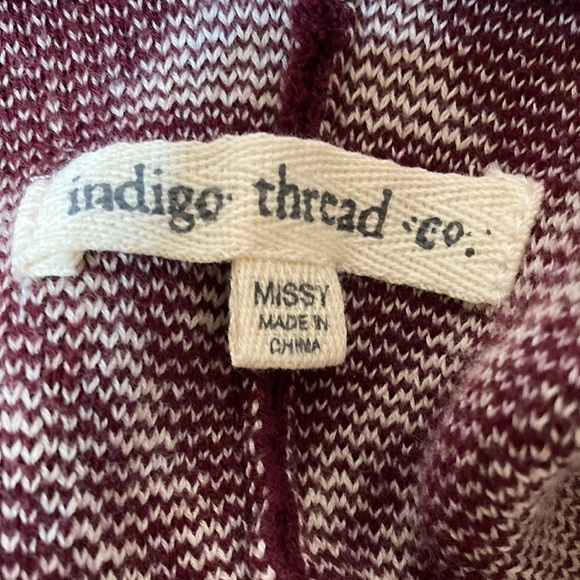 indigo thread co.
MISSY
MADE IN
CHINA